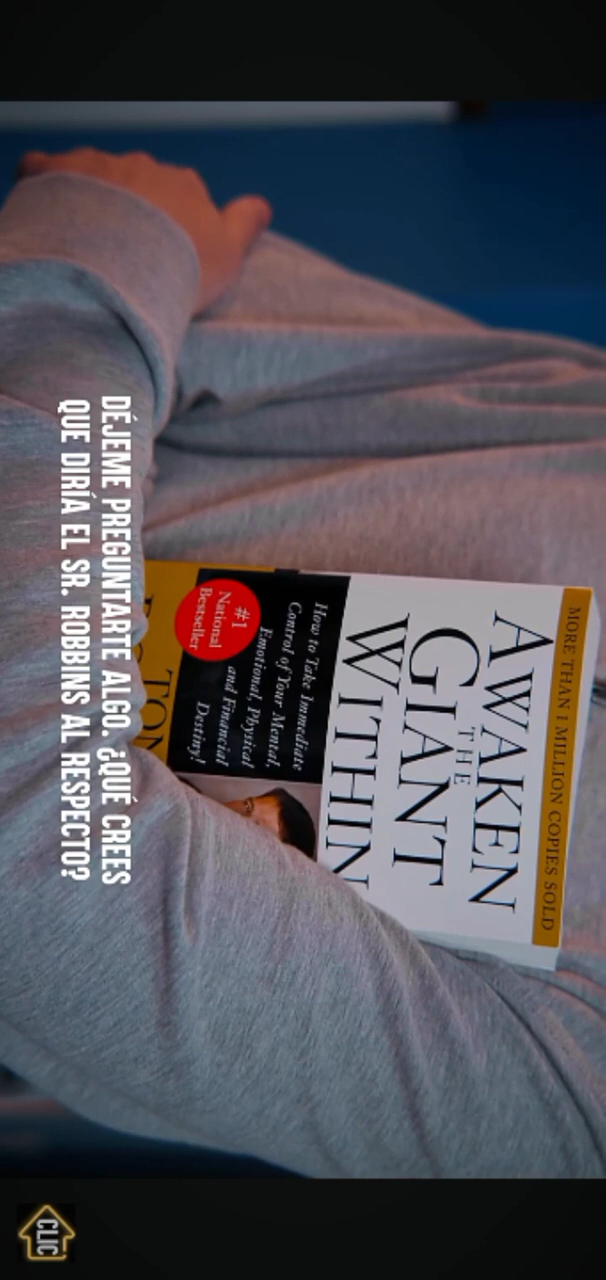 MORE THAN 1 MILLION COPIES SOLD
AWAKEN
THE
GIANT
WITHIN
How to Take Immediate
Control of Your Mental,
Emotional, Physical
and Financial
Destiny!
#1
National
Bestseller
DÉJEME PREGUNTARTE ALGO. ¿QUÉ CREES
QUE DIRÍA EL SR. ROBBINS AL RESPECTO?
CLIC